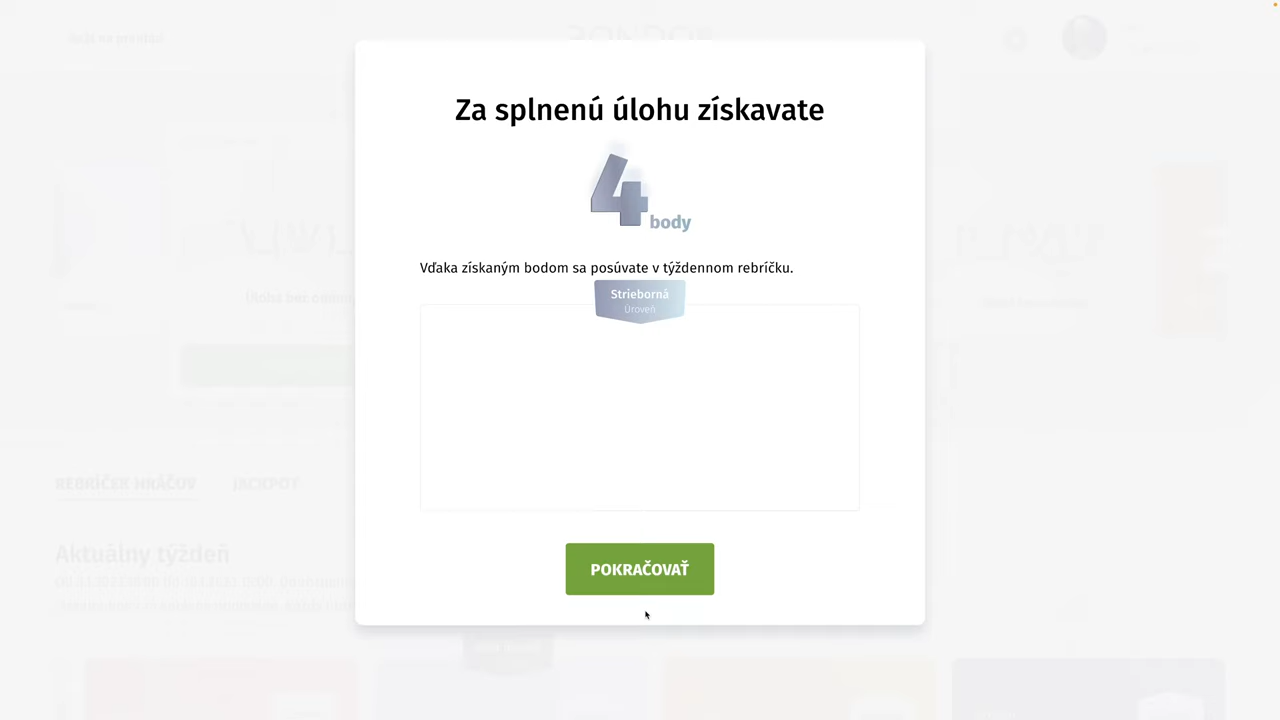 Za splnenú úlohu získavate
4 body
Vďaka získaným bodom sa posúvate v týždennom rebríčku.
Strieborná
Úroveň
POKRAČOVAŤ
REBRÍČEK HRÁČOV
JACKPOT
Aktuálny týždeň